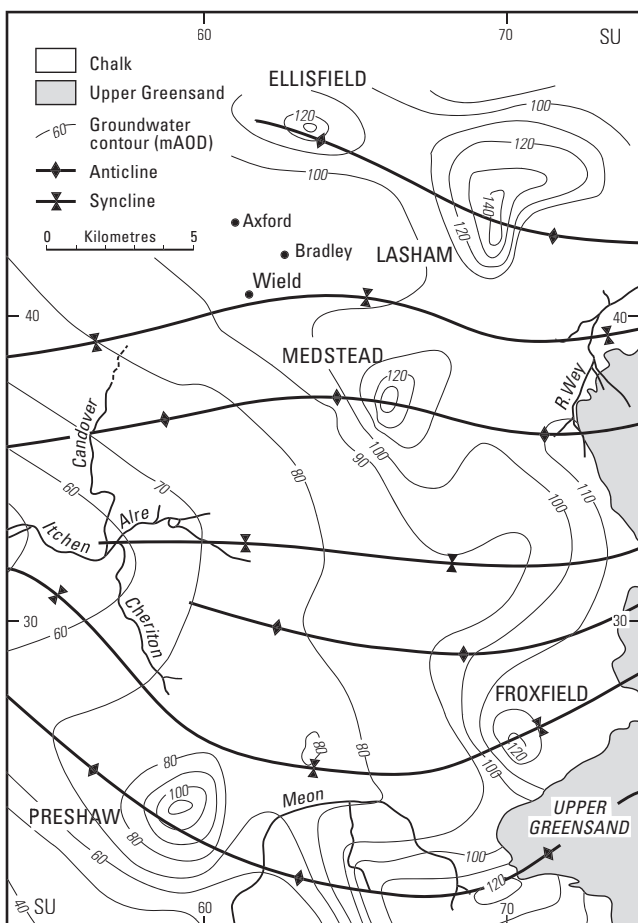 60
70
SU
Chalk
Upper Greensand
60
Groundwater
contour (mAOD)
Anticline
Syncline
0 Kilometres 5
ELLISFIELD
120
100
100
120
140
120
Axford
Bradley
LASHAM
Wield
40
40
MEDSTEAD
120
R.Wey
Candover
100
90
80
100
110
60
70
Alre
Itchen
Cheriton
30
30
60
FROXFIELD
120
80
80
80
100
100
Meon
PRESHAW
80
60
UPPER
GREENSAND
100
120
40
SU
60
70